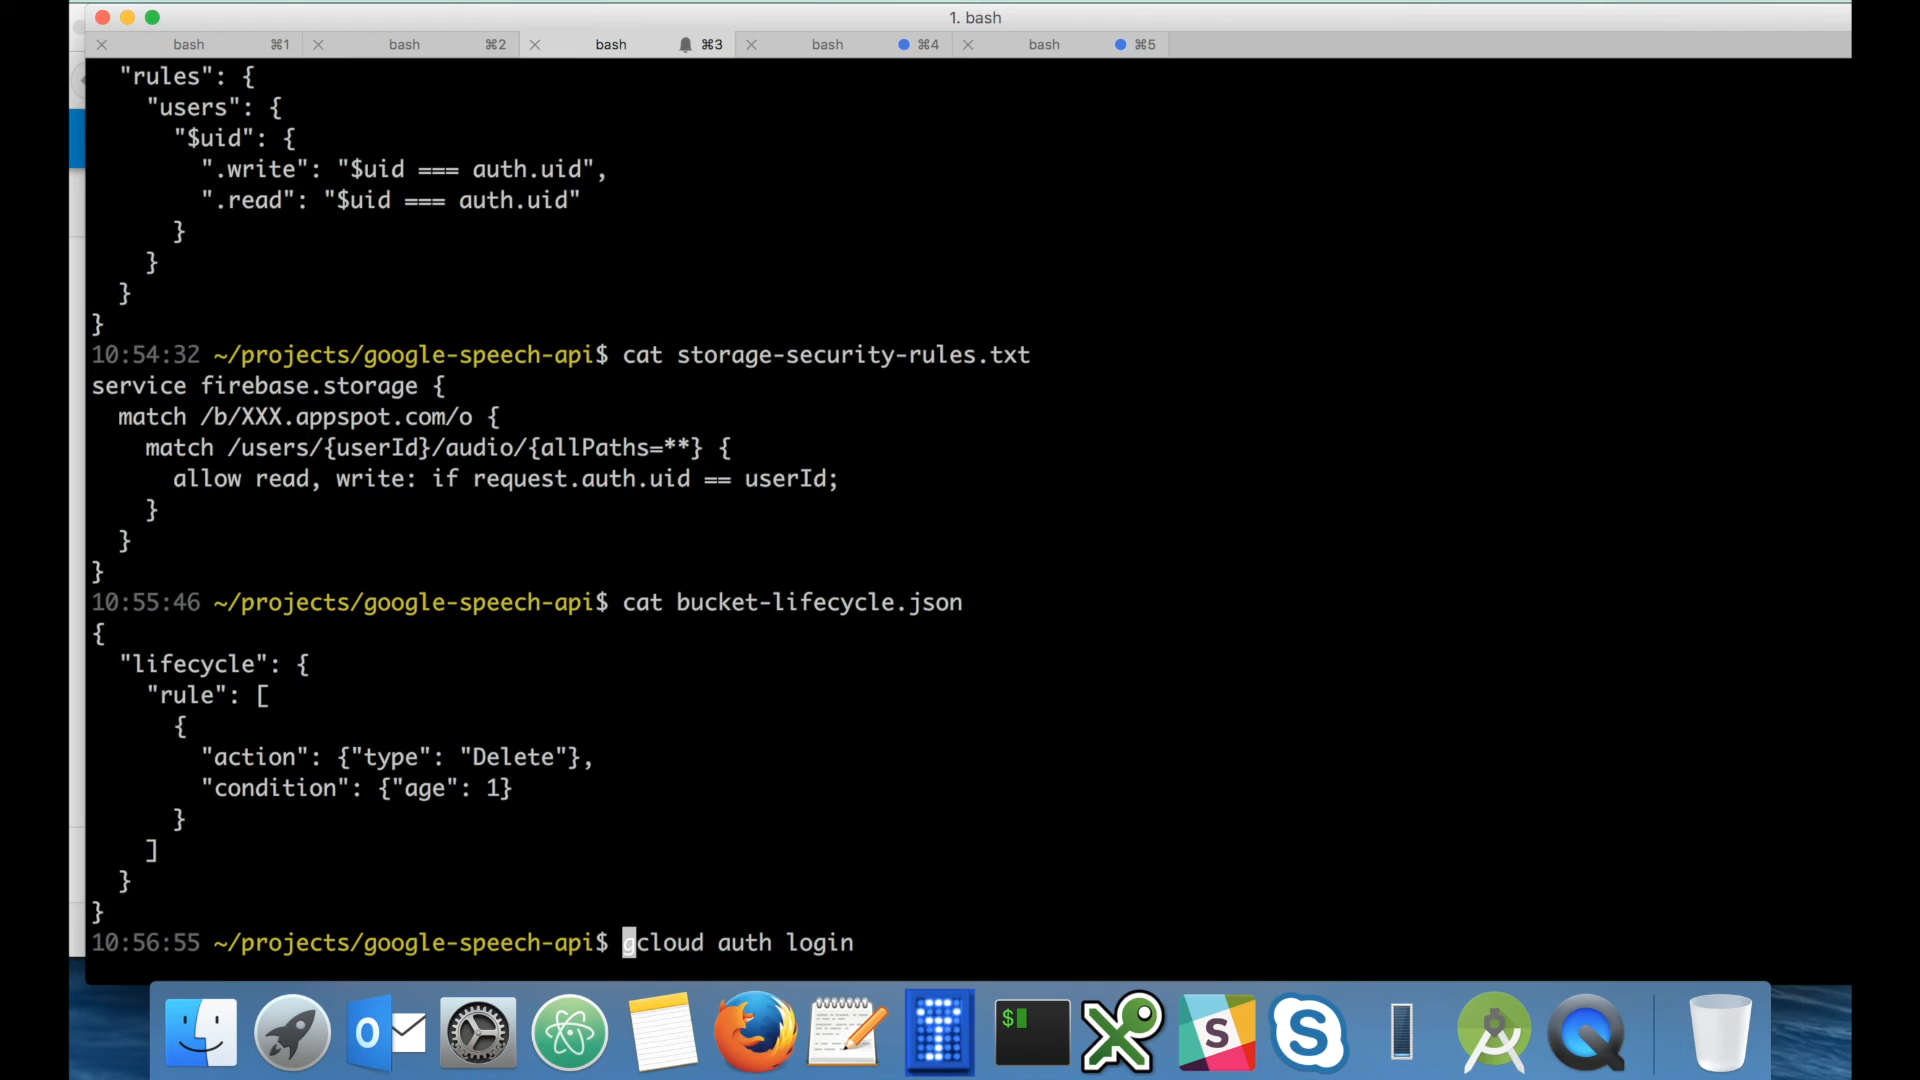 1. bash
bash ⌘1 bash ⌘2 bash ⌘3 bash ⌘4 bash ⌘5
"rules": {
"users": {
"$uid": {
".write": "$uid === auth.uid",
".read": "$uid === auth.uid"
}
}
}
}
10:54:32 ~/projects/google-speech-api$ cat storage-security-rules.txt
service firebase.storage {
match /b/XXX.appspot.com/o {
match /users/{userId}/audio/{allPaths=**} {
allow read, write: if request.auth.uid == userId;
}
}
}
10:55:46 ~/projects/google-speech-api$ cat bucket-lifecycle.json
{
"lifecycle": {
"rule": [
{
"action": {"type": "Delete"},
"condition": {"age": 1}
}
]
}
}
10:56:55 ~/projects/google-speech-api$ gcloud auth login